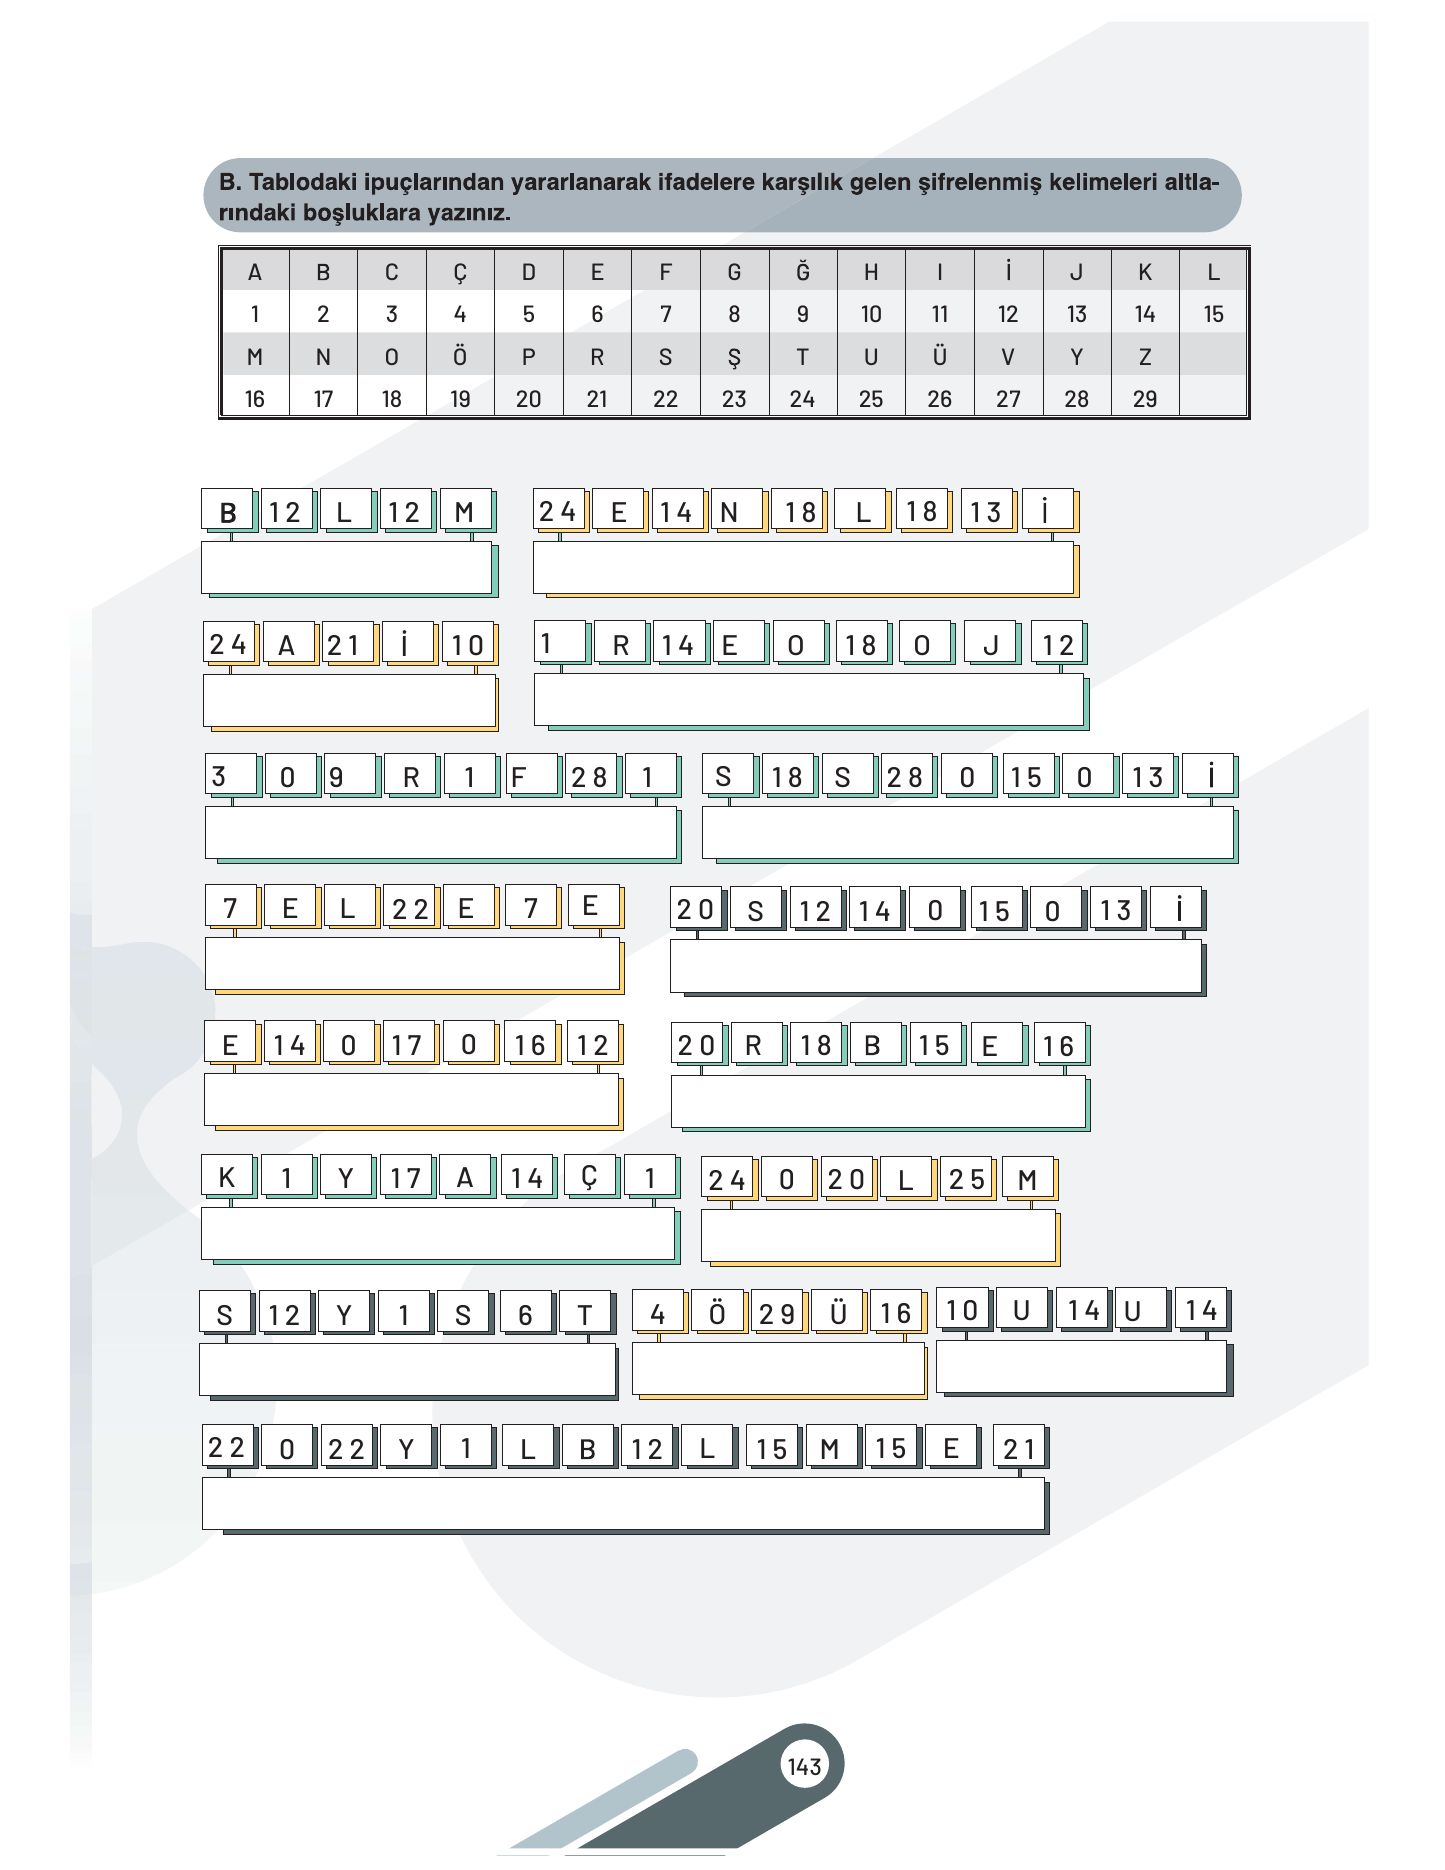 B. Tablodaki ipuçlarından yararlanarak ifadelere karşılık gelen şifrelenmiş kelimeleri altla-
rındaki boşluklara yazınız.
A B C Ç D E F G Ğ H I İ J K L
1 2 3 4 5 6 7 8 9 10 11 12 13 14 15
M N O Ö P R S Ş T U Ü V Y Z
16 17 18 19 20 21 22 23 24 25 26 27 28 29
B 12 L 12 M
24 E 14 N 18 L 18 13 İ
24 A 21 İ 10
1 R 14 E O 18 O J 12
3 O 9 R 1 F 28 1
S 18 S 28 O 15 O 13 İ
7 E L 22 E 7 E
20 S 12 14 O 15 O 13 İ
E 14 O 17 O 16 12
20 R 18 B 15 E 16
K 1 Y 17 A 14 Ç 1
24 O 20 L 25 M
S 12 Y 1 S 6 T
4 Ö 29 Ü 16
10 U 14 U 14
22 O 22 Y 1 L B 12 L 15 M 15 E 21
143